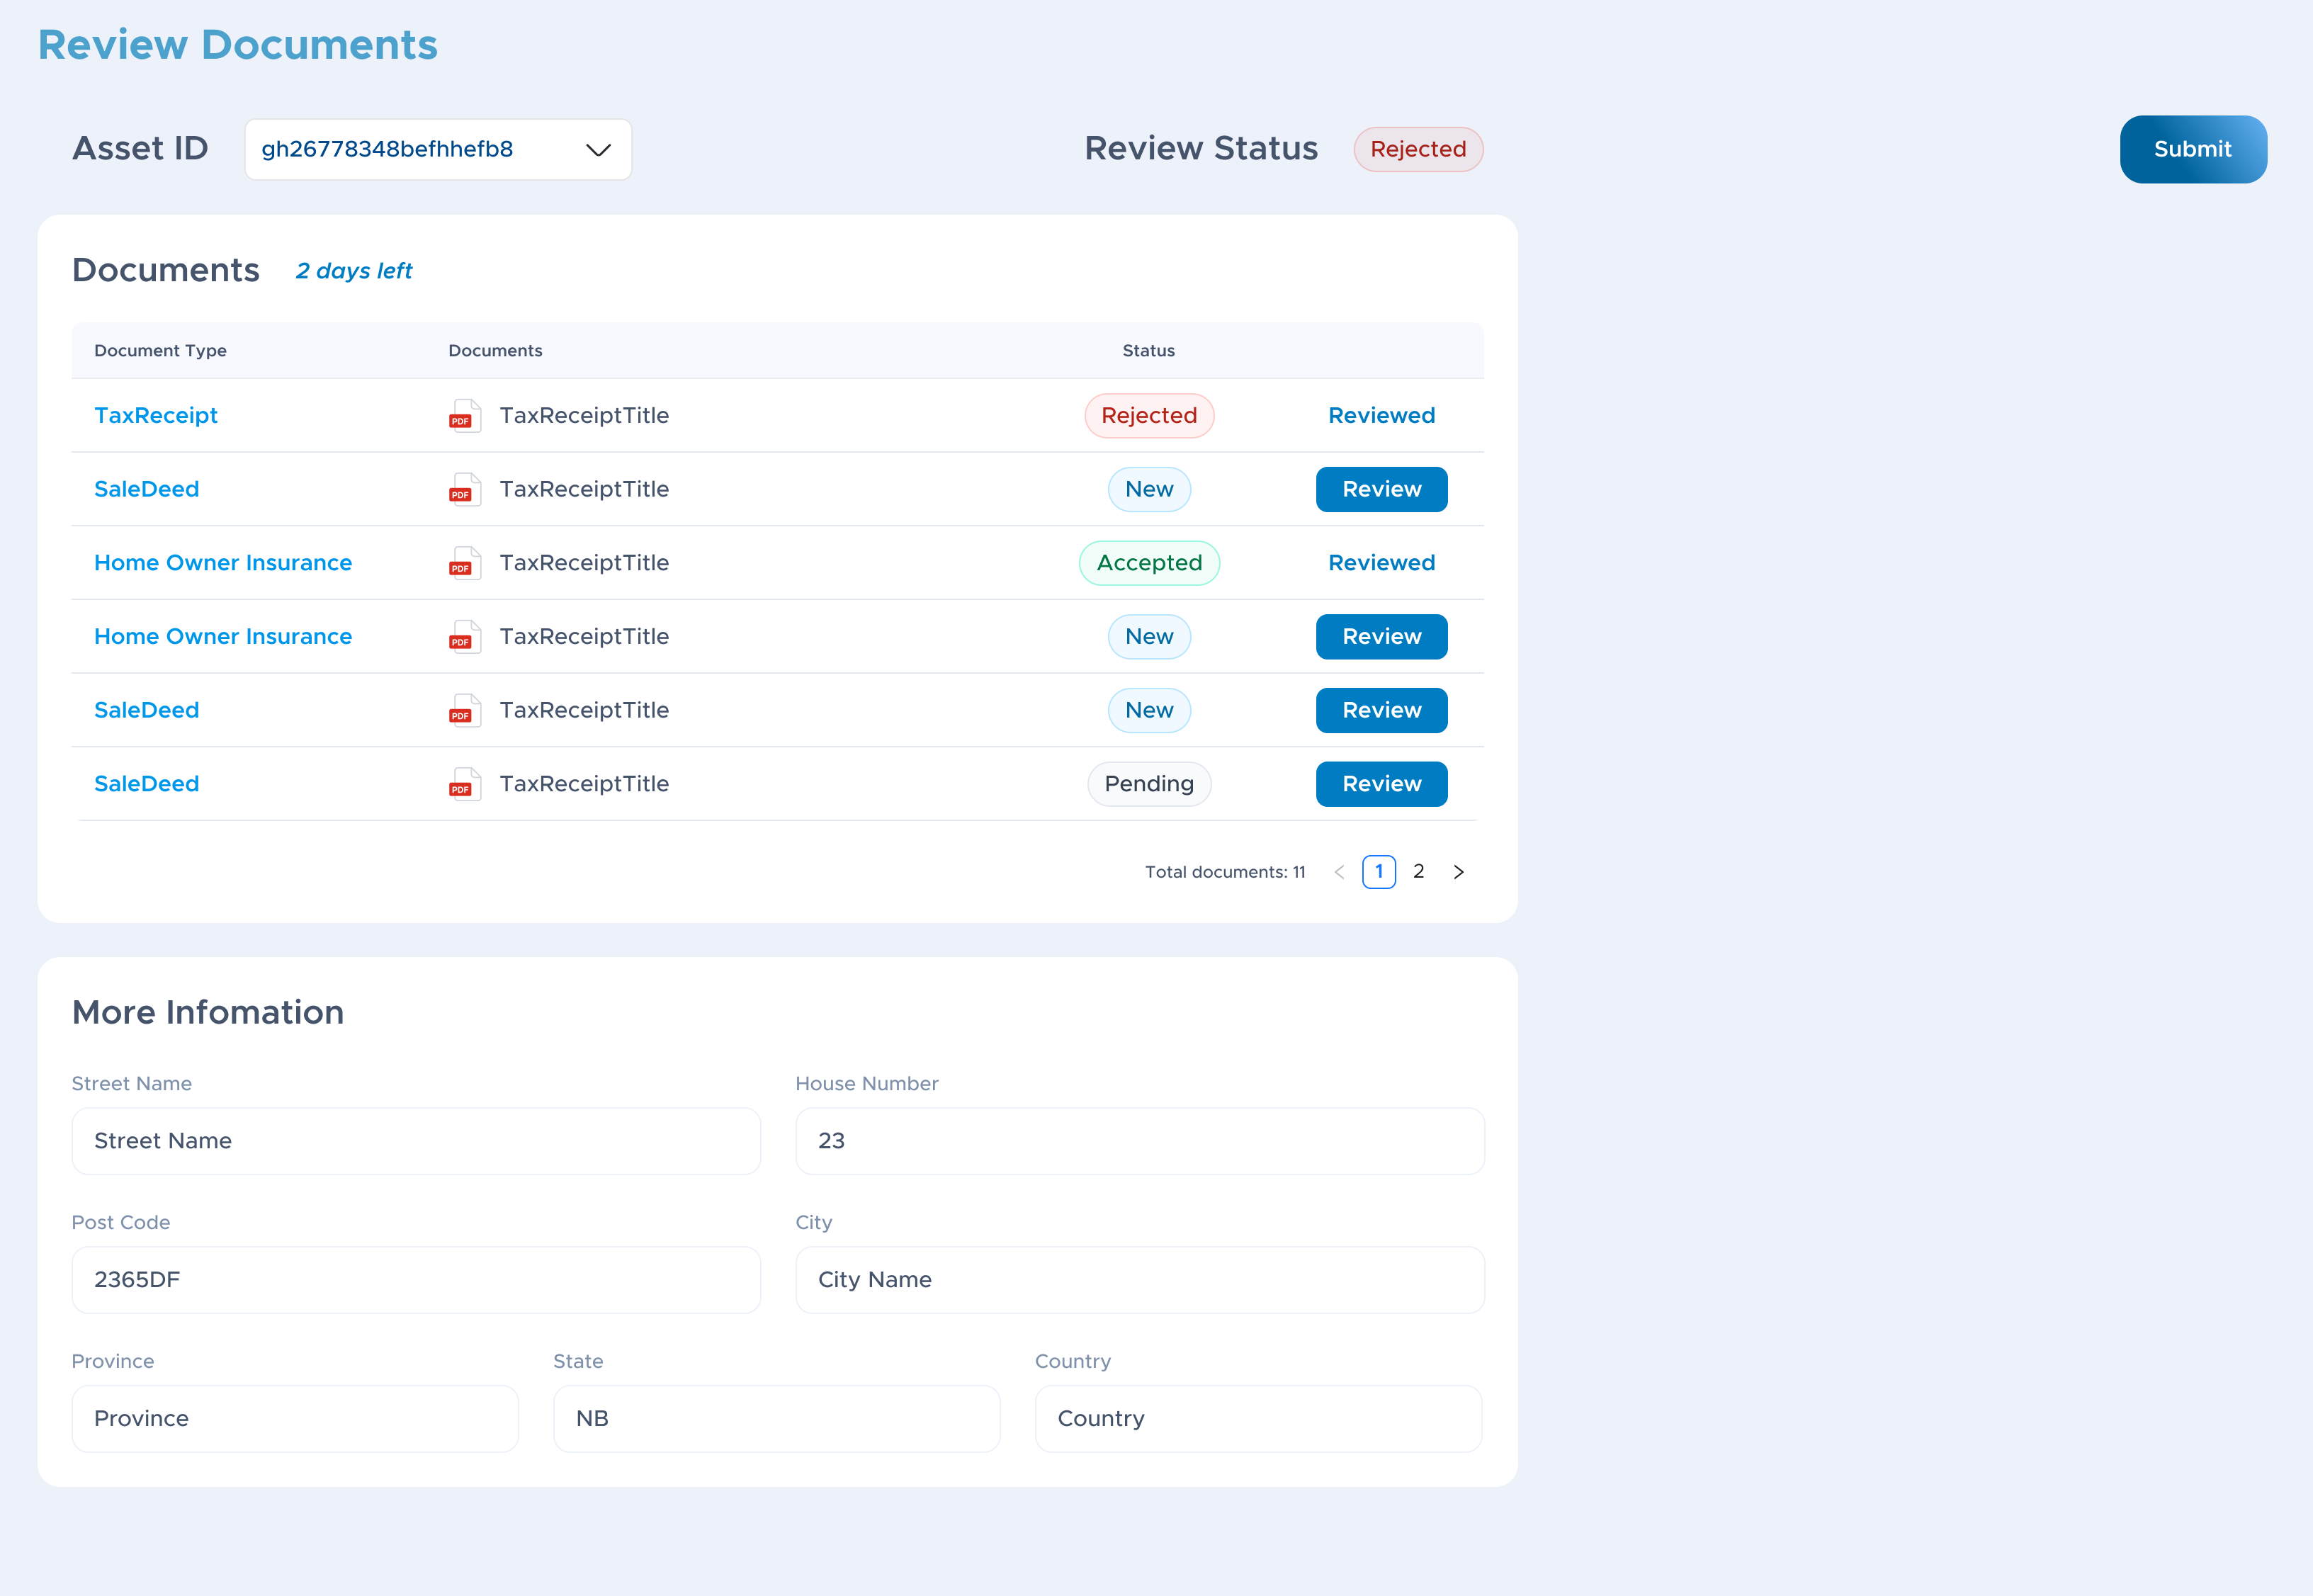 Review Documents
Asset ID gh26778348befhhefb8 Review Status Rejected Submit
Documents 2 days left
Document Type Documents Status
TaxReceipt PDF TaxReceiptTitle Rejected Reviewed
SaleDeed PDF TaxReceiptTitle New Review
Home Owner Insurance PDF TaxReceiptTitle Accepted Reviewed
Home Owner Insurance PDF TaxReceiptTitle New Review
SaleDeed PDF TaxReceiptTitle New Review
SaleDeed PDF TaxReceiptTitle Pending Review
Total documents: 11 < 1 2 >
More Infomation
Street Name House Number
Street Name 23
Post Code City
2365DF City Name
Province State Country
Province NB Country